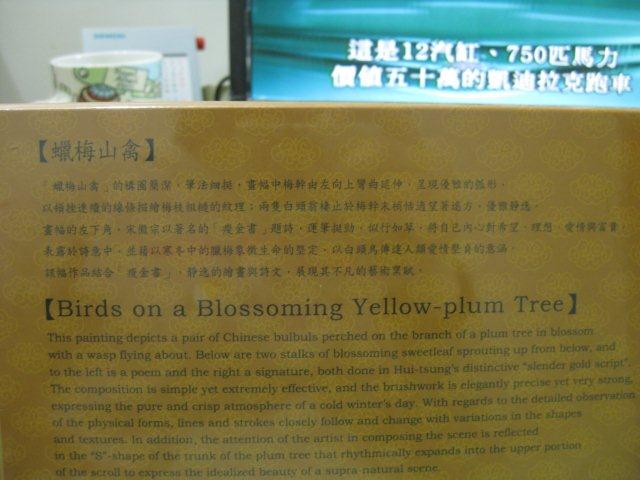 SIEMENS
這是12汽缸、750匹馬力
價值五十萬的凱迪拉克跑車
【蠟梅山禽】
「蠟梅山禽」的構圖簡潔，筆法細挺，畫幅中梅幹由左向上彎曲延伸，呈現優雅的弧形，
以頓挫連續的線條描繪梅枝粗糙的紋理；兩隻白頭翁棲止於梅幹末梢恬適望著遠方，優雅靜逸。
畫幅的左下角，宋徽宗以著名的「瘦金書」題詩，運筆挺勁，似行如草，將自己內心對希望、理想、愛情與富貴
表露於詩意中，並藉以寒冬中的臘梅象徵生命的堅定，以白頭鳥傳達人類愛情堅貞的意涵。
該幅作品結合「瘦金書」，靜逸的繪畫與詩文，展現其不凡的藝術稟賦。
【Birds on a Blossoming Yellow-plum Tree】
This painting depicts a pair of Chinese bulbuls perched on the branch of a plum tree in blossom
with a wasp flying about. Below are two stalks of blossoming sweetleaf sprouting up from below, and
to the left is a poem and the right a signature, both done in Hui-tsung's distinctive "slender gold script".
The composition is simple yet extremely effective, and the brushwork is elegantly precise yet very strong,
expressing the pure and crisp atmosphere of a cold winter's day. With regards to the detailed observation
of the physical forms, lines and strokes closely follow and change with variations in the shapes
and textures. In addition, the attention of the artist in composing the scene is reflected
in the "S"-shape of the trunk of the plum tree that rhythmically expands into the upper portion
of the scroll to express the idealized beauty of a supra-natural scene.